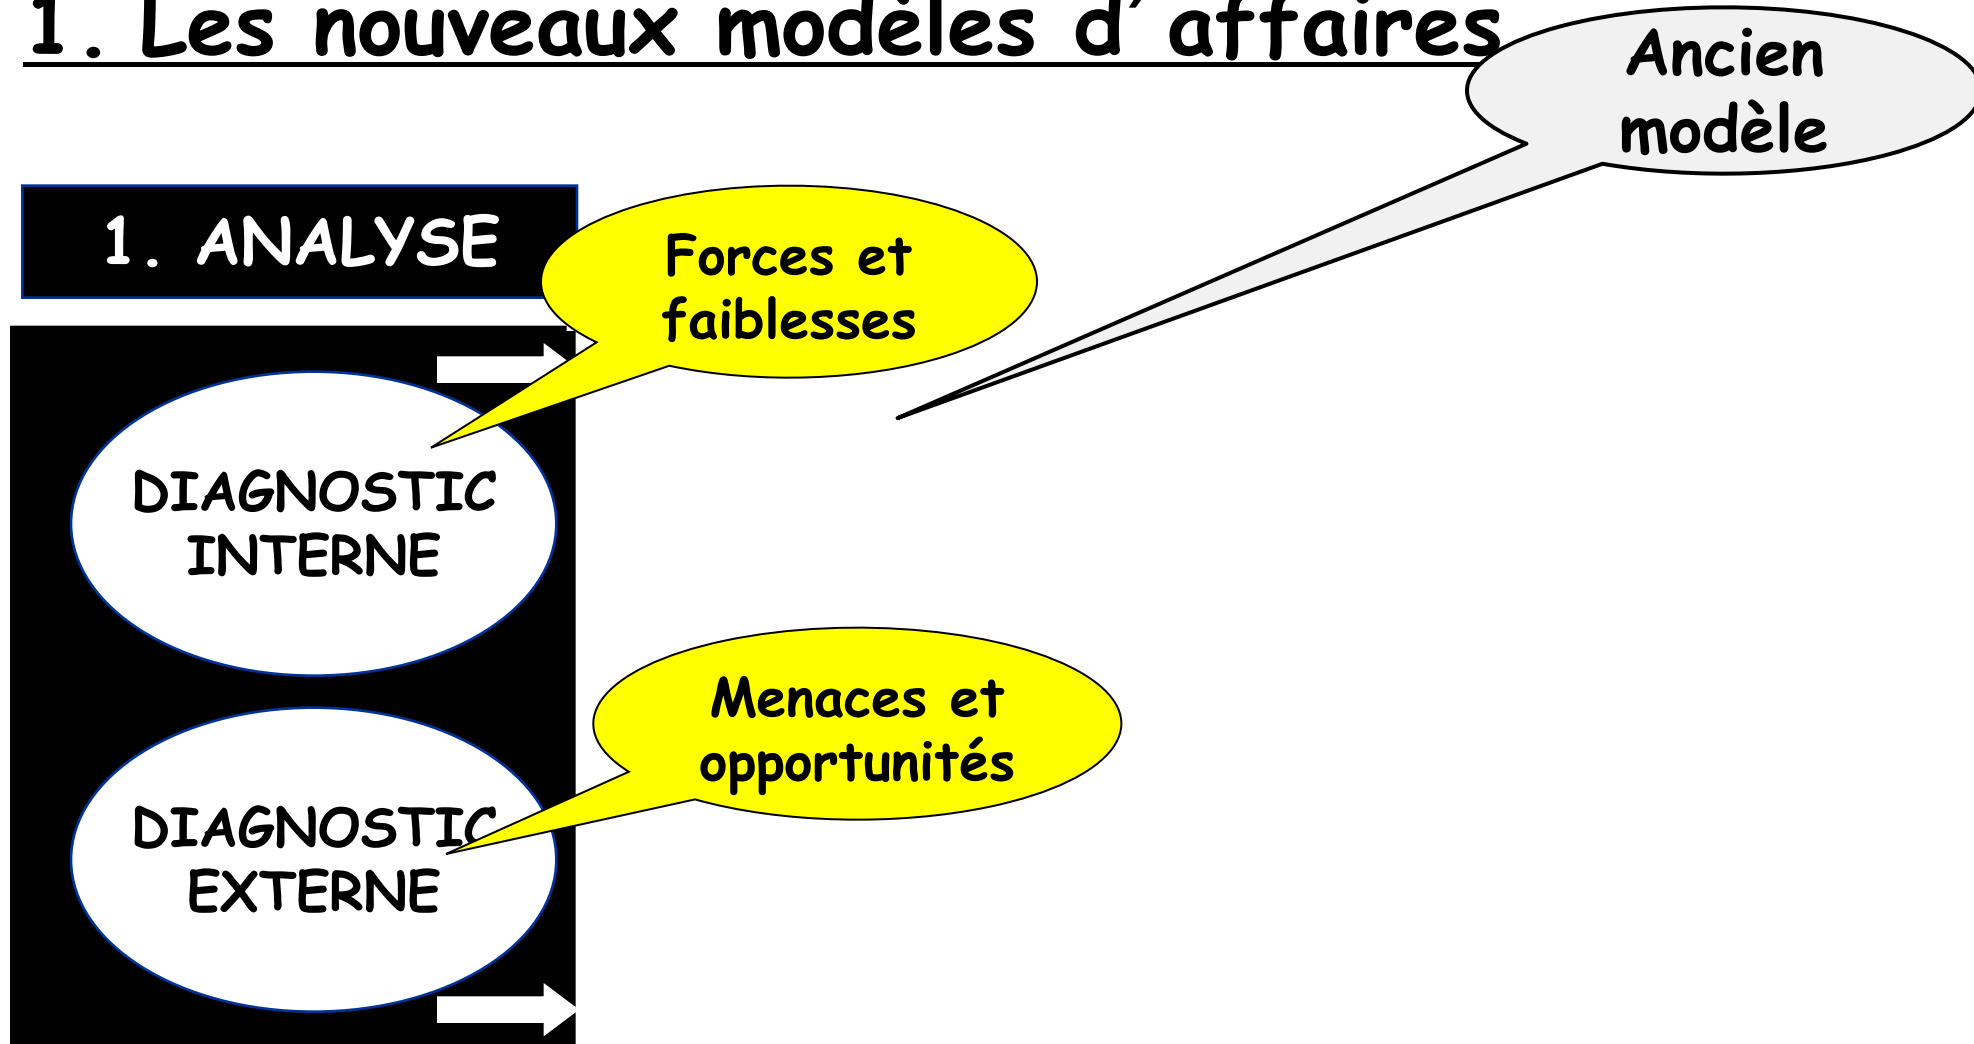 1. Les nouveaux modèles d’affaires
Ancien
modèle
1. ANALYSE
Forces et
faiblesses
DIAGNOSTIC
INTERNE
Menaces et
opportunités
DIAGNOSTIC
EXTERNE